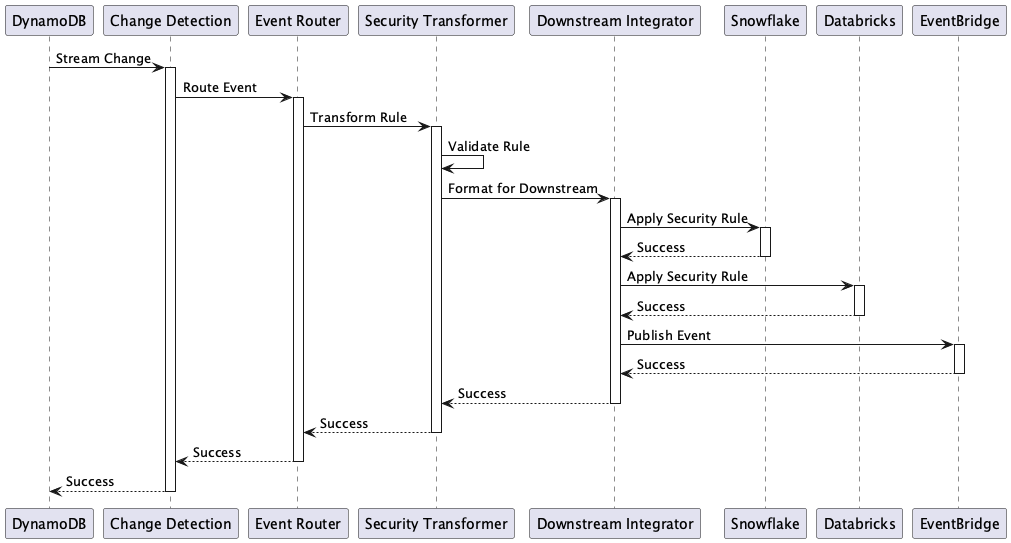 DynamoDB
Change Detection
Event Router
Security Transformer
Downstream Integrator
Snowflake
Databricks
EventBridge
Stream Change
Route Event
Transform Rule
Validate Rule
Format for Downstream
Apply Security Rule
Success
Apply Security Rule
Success
Publish Event
Success
Success
Success
Success
Success
DynamoDB
Change Detection
Event Router
Security Transformer
Downstream Integrator
Snowflake
Databricks
EventBridge